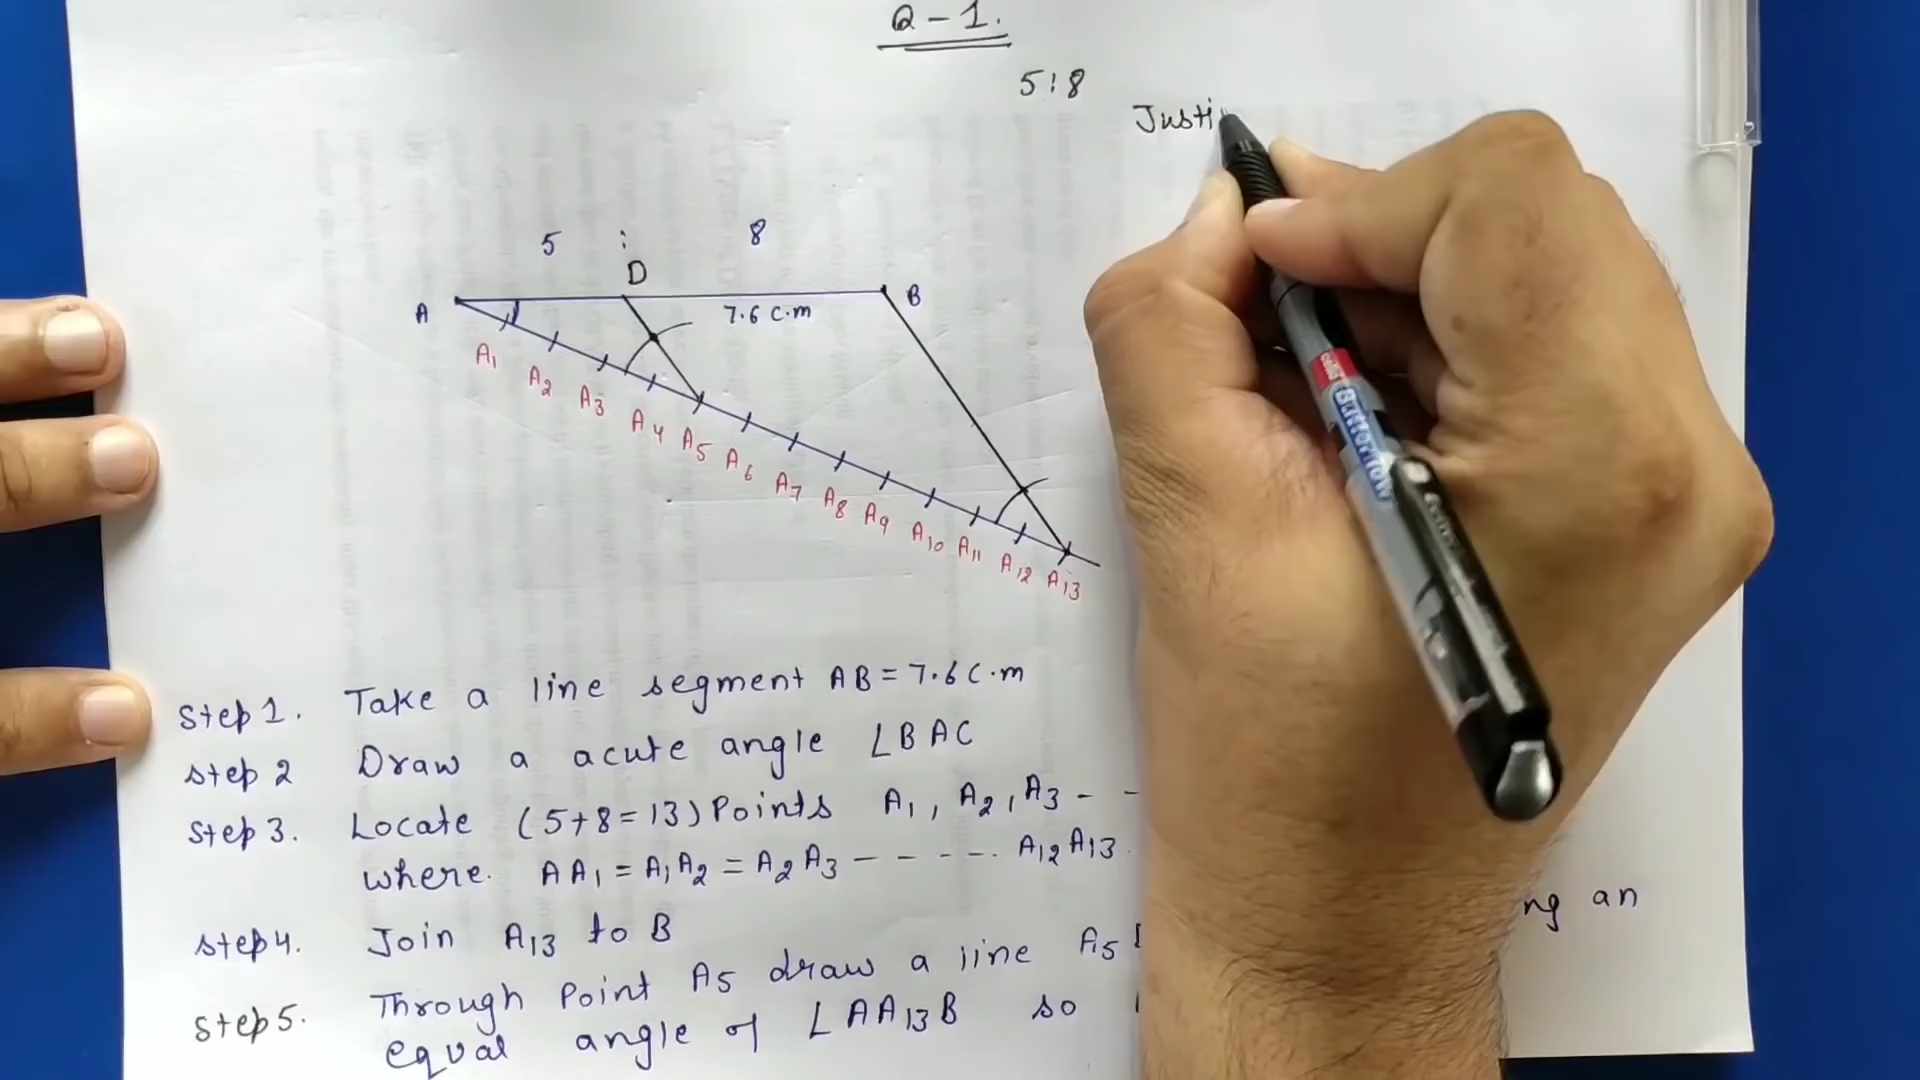 Q-1.
5:8
Justi
5 : 8
D
A B
7.6 c.m
A1 A2 A3 A4 A5 A6 A7 A8 A9 A10 A11 A12 A13
cello
Butterflow
Step 1. Take a line segment AB = 7.6 c.m
step 2 Draw a acute angle ∠BAC
step 3. Locate (5+8=13) Points A1, A2, A3 - -
where. AA1 = A1A2 = A2A3 - - - - -. A12A13.
step 4. Join A13 to B
Step 5. Through Point A5 draw a line A5 ng an
equal angle of ∠AA13B so